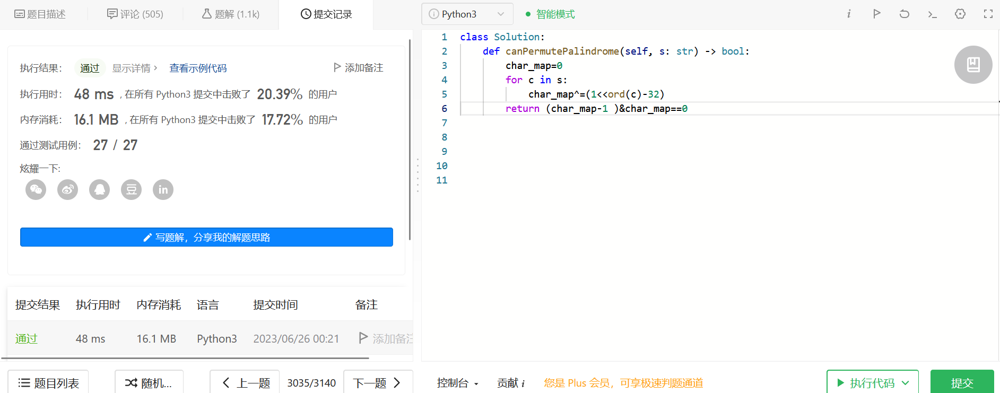 题目描述
评论 (505)
题解 (1.1k)
提交记录
Python3
智能模式
执行结果：
通过
显示详情 >
查看示例代码
添加备注
执行用时：
48 ms , 在所有 Python3 提交中击败了 20.39% 的用户
内存消耗：
16.1 MB , 在所有 Python3 提交中击败了 17.72% 的用户
通过测试用例：
27 / 27
炫耀一下:
写题解，分享我的解题思路
提交结果 执行用时 内存消耗 语言 提交时间 备注
通过 48 ms 16.1 MB Python3 2023/06/26 00:21 添加备注
题目列表
随机...
上一题
3035/3140
下一题
1 class Solution:
2 def canPermutePalindrome(self, s: str) -> bool:
3 char_map=0
4 for c in s:
5 char_map^=(1<<ord(c)-32)
6 return (char_map-1 )&char_map==0
7
8
9
10
11
控制台
贡献 i
您是 Plus 会员，可享极速判题通道
执行代码
提交